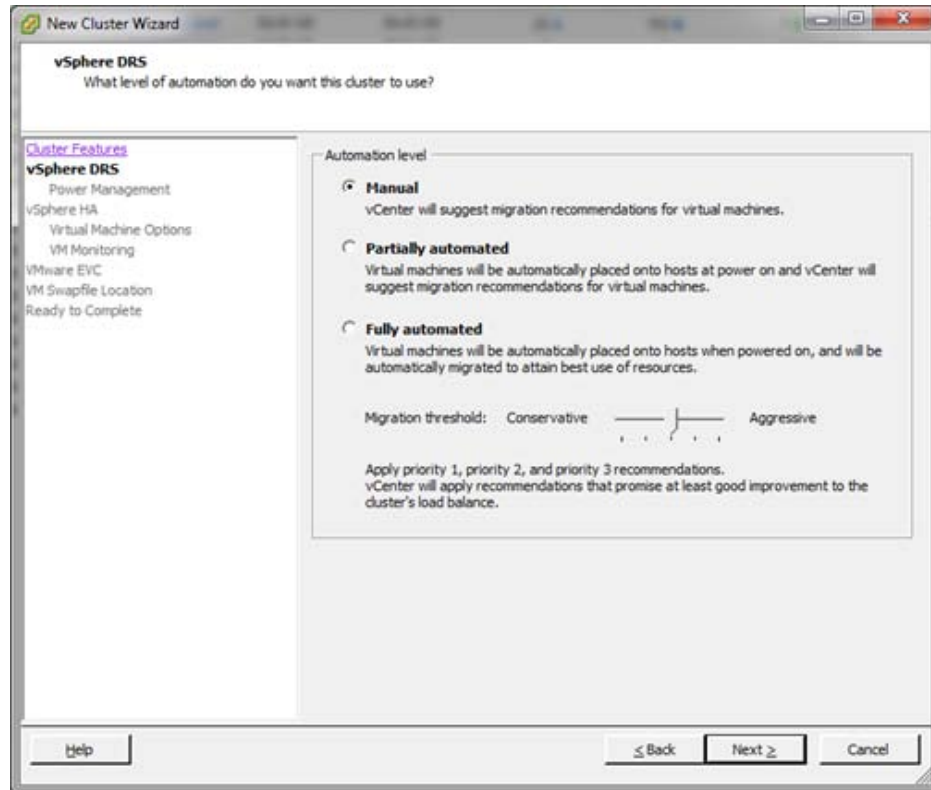 New Cluster Wizard
vSphere DRS
What level of automation do you want this cluster to use?
Cluster Features
vSphere DRS
Power Management
vSphere HA
Virtual Machine Options
VM Monitoring
VMware EVC
VM Swapfile Location
Ready to Complete
Automation level
Manual
vCenter will suggest migration recommendations for virtual machines.
Partially automated
Virtual machines will be automatically placed onto hosts at power on and vCenter will
suggest migration recommendations for virtual machines.
Fully automated
Virtual machines will be automatically placed onto hosts when powered on, and will be
automatically migrated to attain best use of resources.
Migration threshold: Conservative Aggressive
Apply priority 1, priority 2, and priority 3 recommendations.
vCenter will apply recommendations that promise at least good improvement to the
cluster's load balance.
Help
≤ Back
Next ≥
Cancel